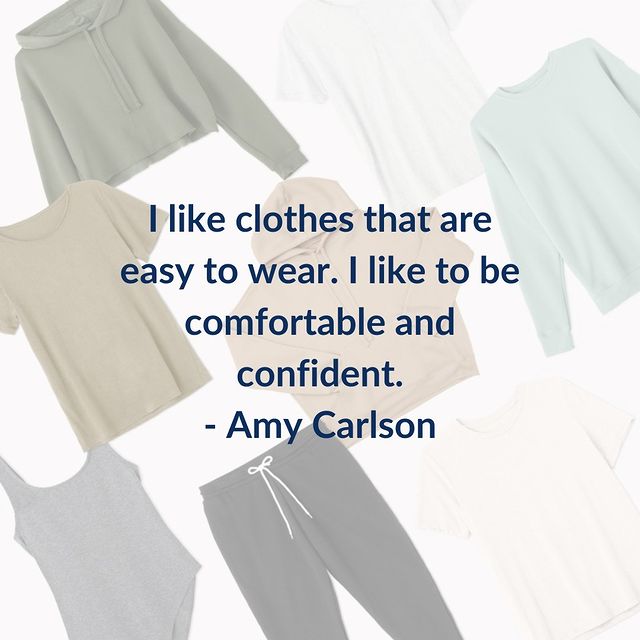 I like clothes that are
easy to wear. I like to be
comfortable and
confident.
- Amy Carlson